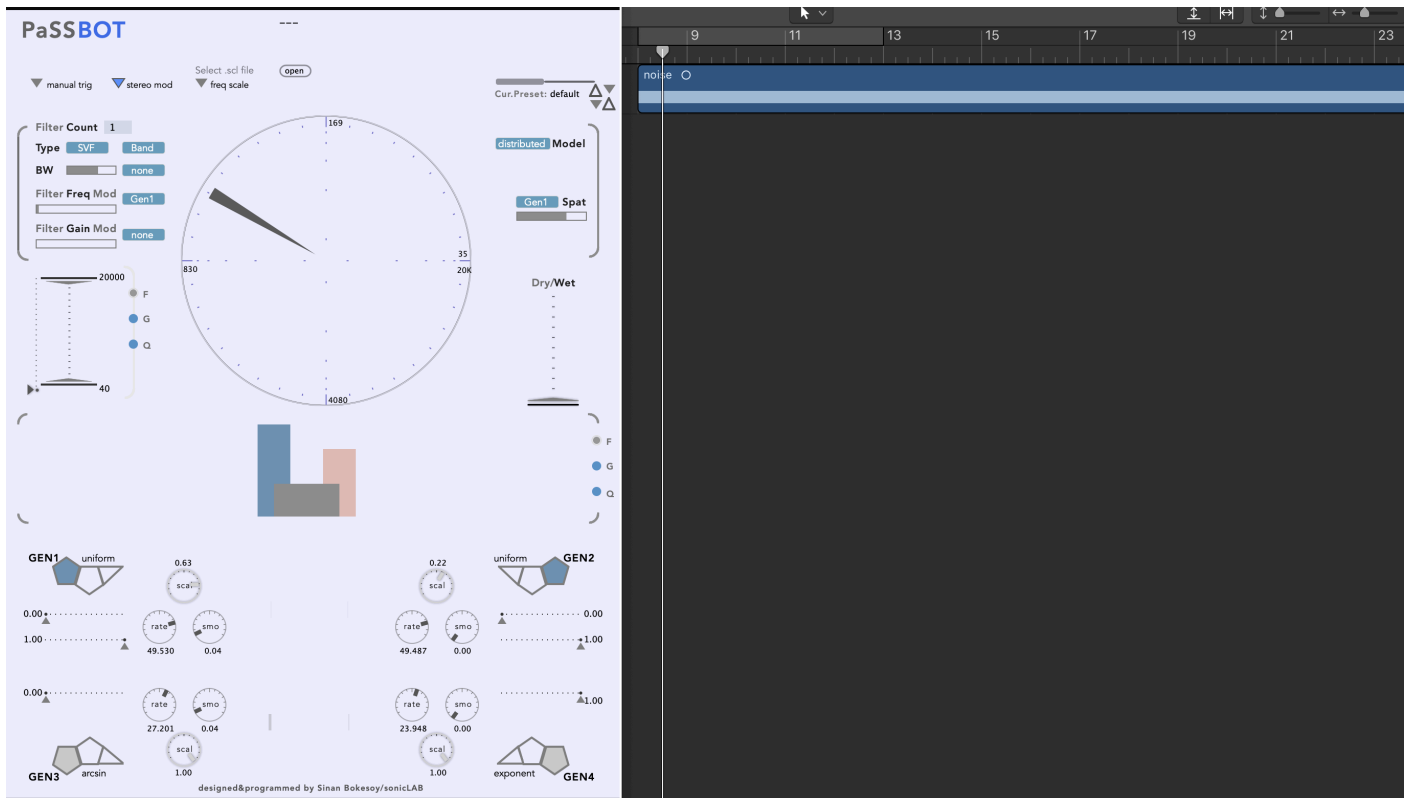 PaSSBOT
---
manual trig
stereo mod
Select .scl file
open
freq scale
Cur.Preset: default
Filter Count 1
Type SVF Band
BW none
Filter Freq Mod
Gen1
Filter Gain Mod
none
169
830
35
20K
4080
distributed Model
Gen1 Spat
Dry/Wet
20000
F
G
Q
40
F
G
Q
GEN1 uniform
0.63
scal
0.00
1.00
rate smo
49.530 0.04
uniform GEN2
0.22
scal
rate smo
49.487 0.00
0.00
1.00
0.00
rate smo
27.201 0.04
scal
1.00
GEN3 arcsin
rate smo
23.948 0.00
1.00
scal
1.00
exponent GEN4
designed&programmed by Sinan Bokesoy/sonicLAB
9 11 13 15 17 19 21 23
noise